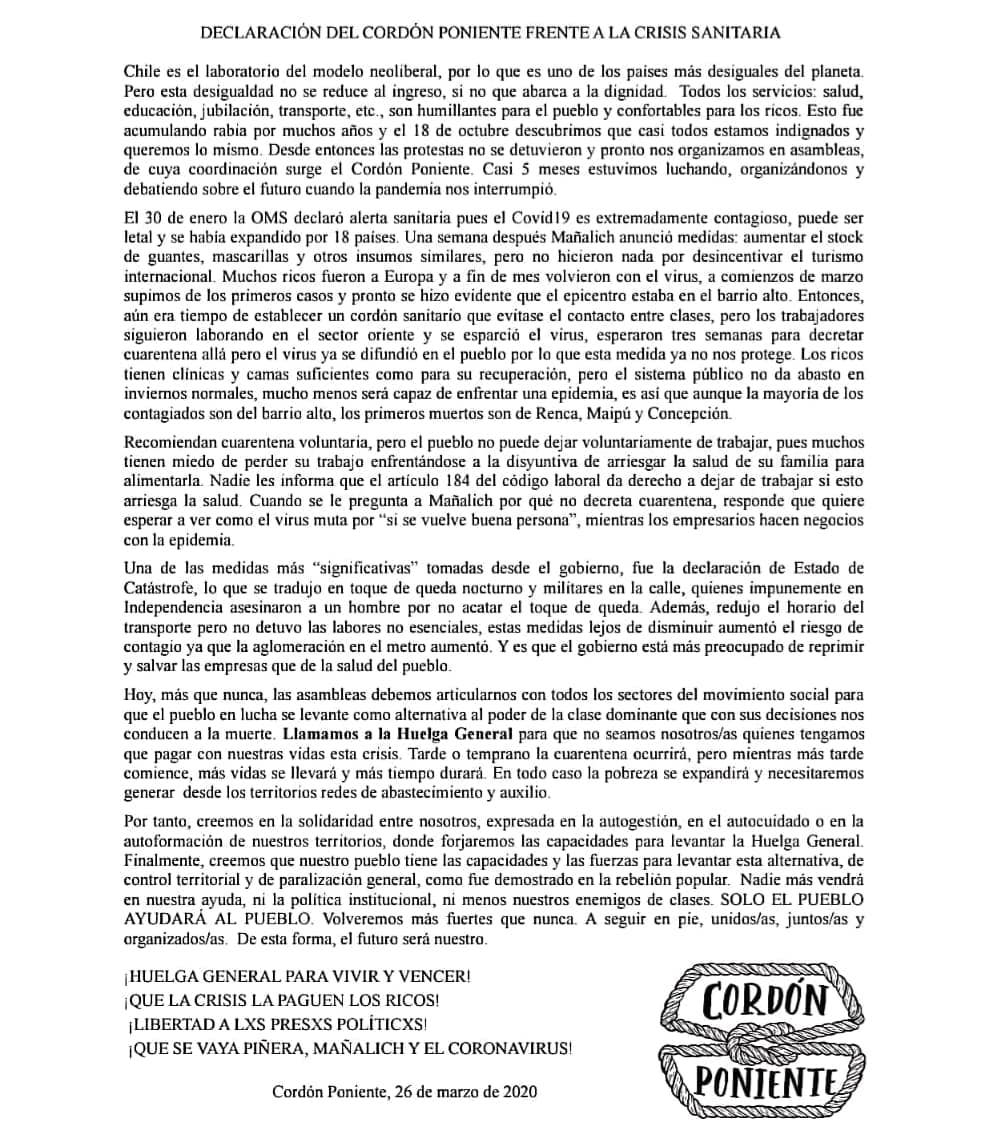 DECLARACIÓN DEL CORDÓN PONIENTE FRENTE A LA CRISIS SANITARIA
Chile es el laboratorio del modelo neoliberal, por lo que es uno de los países más desiguales del planeta.
Pero esta desigualdad no se reduce al ingreso, si no que abarca a la dignidad. Todos los servicios: salud,
educación, jubilación, transporte, etc., son humillantes para el pueblo y confortables para los ricos. Esto fue
acumulando rabia por muchos años y el 18 de octubre descubrimos que casi todos estamos indignados y
queremos lo mismo. Desde entonces las protestas no se detuvieron y pronto nos organizamos en asambleas,
de cuya coordinación surge el Cordón Poniente. Casi 5 meses estuvimos luchando, organizándonos y
debatiendo sobre el futuro cuando la pandemia nos interrumpió.
El 30 de enero la OMS declaró alerta sanitaria pues el Covid19 es extremadamente contagioso, puede ser
letal y se había expandido por 18 países. Una semana después Mañalich anunció medidas: aumentar el stock
de guantes, mascarillas y otros insumos similares, pero no hicieron nada por desincentivar el turismo
internacional. Muchos ricos fueron a Europa y a fin de mes volvieron con el virus, a comienzos de marzo
supimos de los primeros casos y pronto se hizo evidente que el epicentro estaba en el barrio alto. Entonces,
aún era tiempo de establecer un cordón sanitario que evitase el contacto entre clases, pero los trabajadores
siguieron laborando en el sector oriente y se esparció el virus, esperaron tres semanas para decretar
cuarentena allá pero el virus ya se difundió en el pueblo por lo que esta medida ya no nos protege. Los ricos
tienen clínicas y camas suficientes como para su recuperación, pero el sistema público no da abasto en
inviernos normales, mucho menos será capaz de enfrentar una epidemia, es así que aunque la mayoría de los
contagiados son del barrio alto, los primeros muertos son de Renca, Maipú y Concepción.
Recomiendan cuarentena voluntaria, pero el pueblo no puede dejar voluntariamente de trabajar, pues muchos
tienen miedo de perder su trabajo enfrentándose a la disyuntiva de arriesgar la salud de su familia para
alimentarla. Nadie les informa que el artículo 184 del código laboral da derecho a dejar de trabajar si esto
arriesga la salud. Cuando se le pregunta a Mañalich por qué no decreta cuarentena, responde que quiere
esperar a ver como el virus muta por “si se vuelve buena persona”, mientras los empresarios hacen negocios
con la epidemia.
Una de las medidas más “significativas” tomadas desde el gobierno, fue la declaración de Estado de
Catástrofe, lo que se tradujo en toque de queda nocturno y militares en la calle, quienes impunemente en
Independencia asesinaron a un hombre por no acatar el toque de queda. Además, redujo el horario del
transporte pero no detuvo las labores no esenciales, estas medidas lejos de disminuir aumentó el riesgo de
contagio ya que la aglomeración en el metro aumentó. Y es que el gobierno está más preocupado de reprimir
y salvar las empresas que de la salud del pueblo.
Hoy, más que nunca, las asambleas debemos articularnos con todos los sectores del movimiento social para
que el pueblo en lucha se levante como alternativa al poder de la clase dominante que con sus decisiones nos
conducen a la muerte. Llamamos a la Huelga General para que no seamos nosotros/as quienes tengamos
que pagar con nuestras vidas esta crisis. Tarde o temprano la cuarentena ocurrirá, pero mientras más tarde
comience, más vidas se llevará y más tiempo durará. En todo caso la pobreza se expandirá y necesitaremos
generar desde los territorios redes de abastecimiento y auxilio.
Por tanto, creemos en la solidaridad entre nosotros, expresada en la autogestión, en el autocuidado o en la
autoformación de nuestros territorios, donde forjaremos las capacidades para levantar la Huelga General.
Finalmente, creemos que nuestro pueblo tiene las capacidades y las fuerzas para levantar esta alternativa, de
control territorial y de paralización general, como fue demostrado en la rebelión popular. Nadie más vendrá
en nuestra ayuda, ni la política institucional, ni menos nuestros enemigos de clases. SOLO EL PUEBLO
AYUDARÁ AL PUEBLO. Volveremos más fuertes que nunca. A seguir en pie, unidos/as, juntos/as y
organizados/as. De esta forma, el futuro será nuestro.
¡HUELGA GENERAL PARA VIVIR Y VENCER!
¡QUE LA CRISIS LA PAGUEN LOS RICOS!
¡LIBERTAD A LXS PRESXS POLÍTICXS!
¡QUE SE VAYA PIÑERA, MAÑALICH Y EL CORONAVIRUS!
Cordón Poniente, 26 de marzo de 2020
CORDÓN
PONIENTE